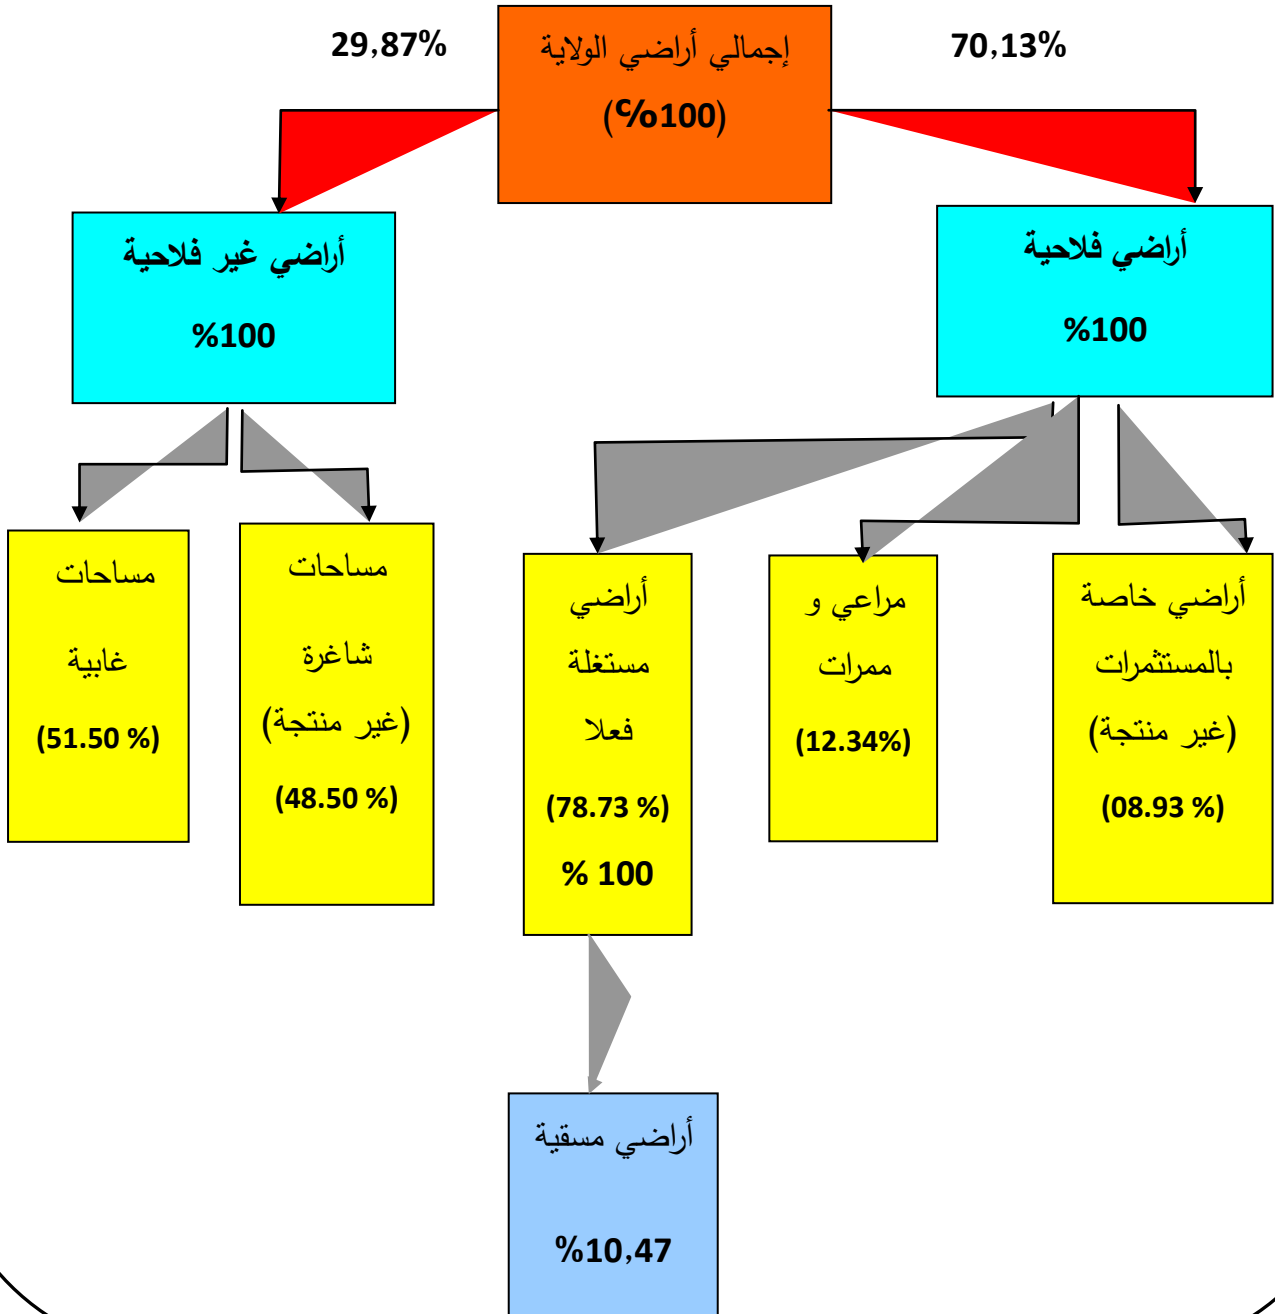 70,13%
إجمالي أراضي الولاية
(%100)
29,87%
أراضي فلاحية
%100
أراضي غير فلاحية
%100
أراضي خاصة
بالمستثمرات
(غير منتجة)
(08.93 %)
مراعي و
ممرات
(12.34%)
أراضي
مستغلة
فعلا
(78.73 %)
% 100
مساحات
شاغرة
(غير منتجة)
(48.50 %)
مساحات
غابية
(51.50 %)
أراضي مسقية
%10,47